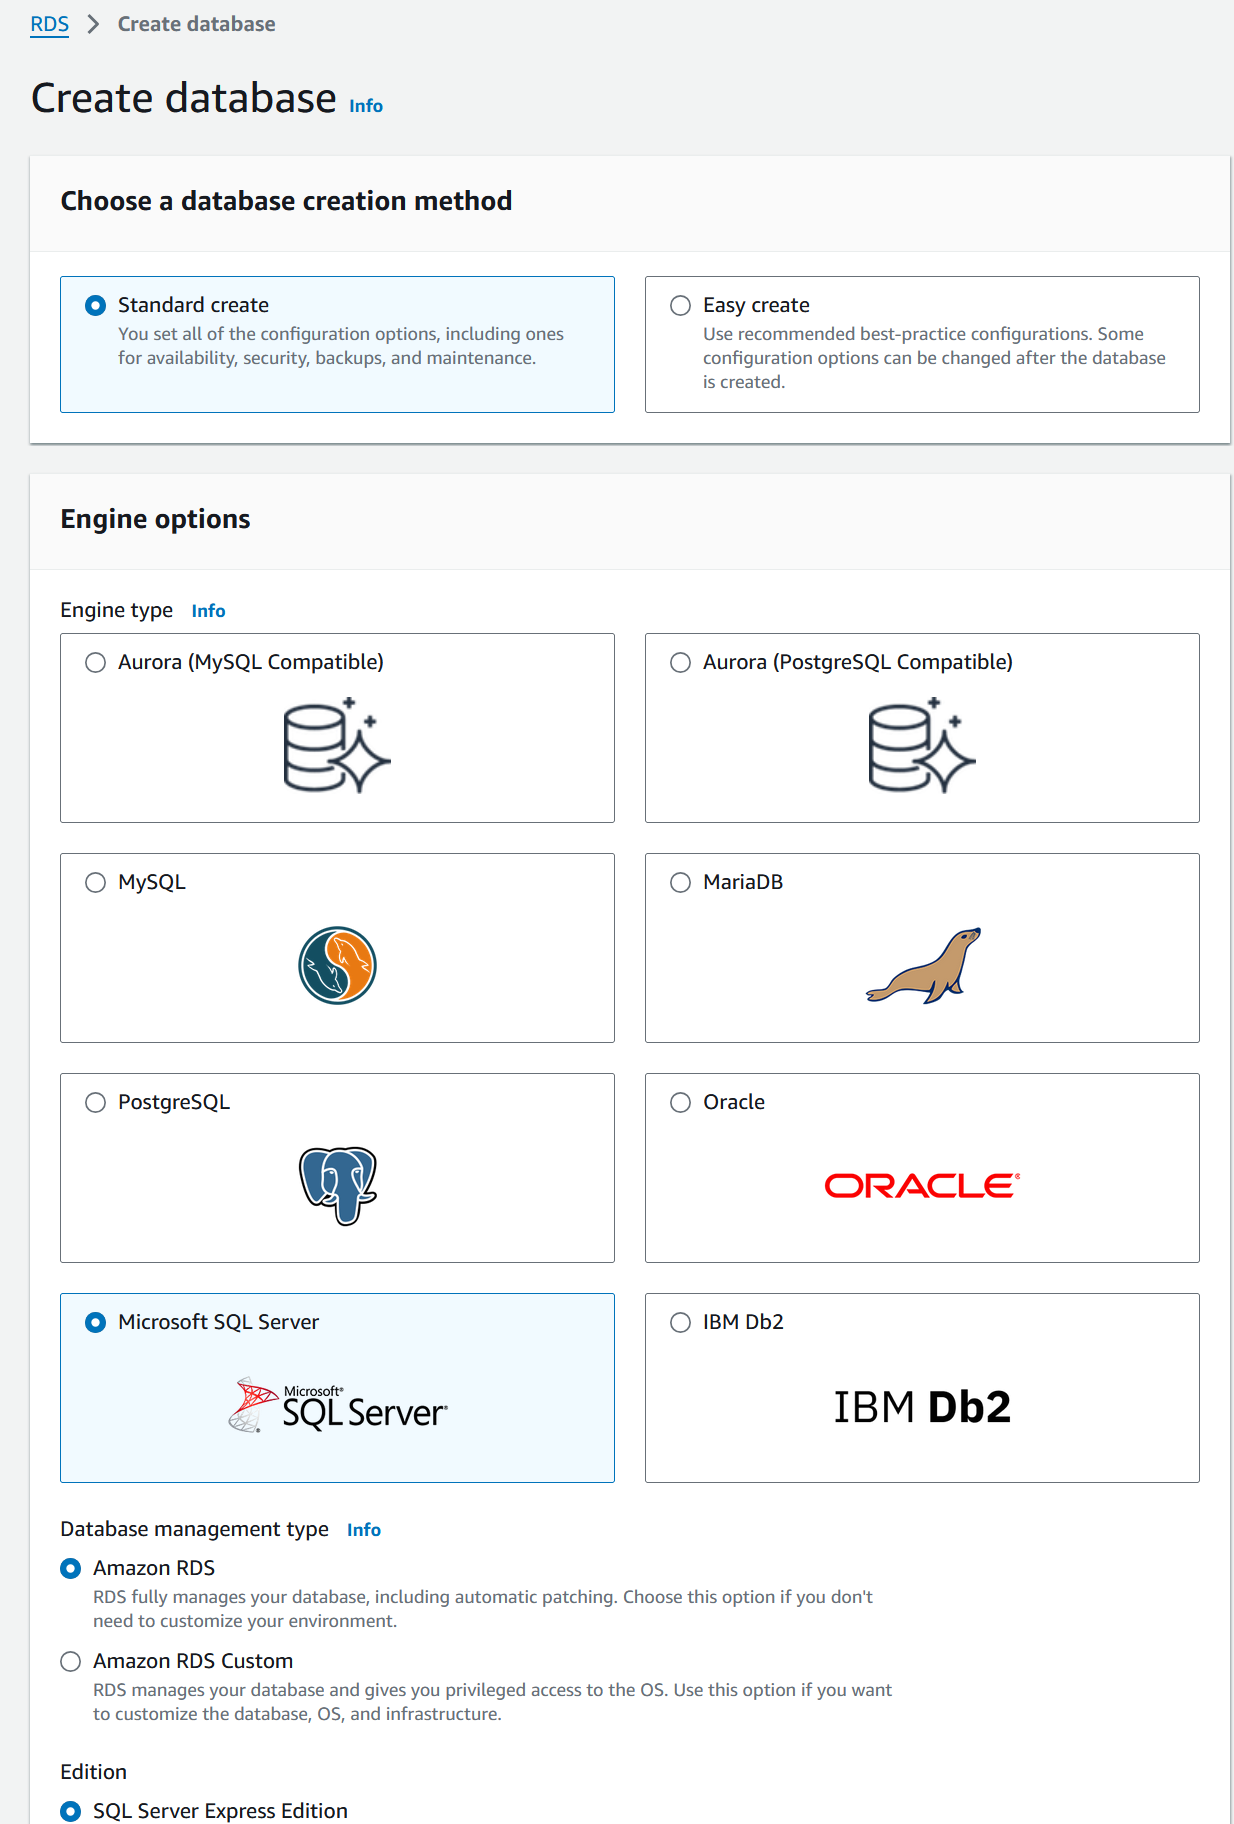 RDS > Create database
Create database Info
Choose a database creation method
Standard create
You set all of the configuration options, including ones
for availability, security, backups, and maintenance.
Easy create
Use recommended best-practice configurations. Some
configuration options can be changed after the database
is created.
Engine options
Engine type Info
Aurora (MySQL Compatible)
Aurora (PostgreSQL Compatible)
MySQL
MariaDB
PostgreSQL
Oracle
ORACLE®
Microsoft SQL Server
Microsoft®
SQL Server®
IBM Db2
IBM Db2
Database management type Info
Amazon RDS
RDS fully manages your database, including automatic patching. Choose this option if you don't
need to customize your environment.
Amazon RDS Custom
RDS manages your database and gives you privileged access to the OS. Use this option if you want
to customize the database, OS, and infrastructure.
Edition
SQL Server Express Edition